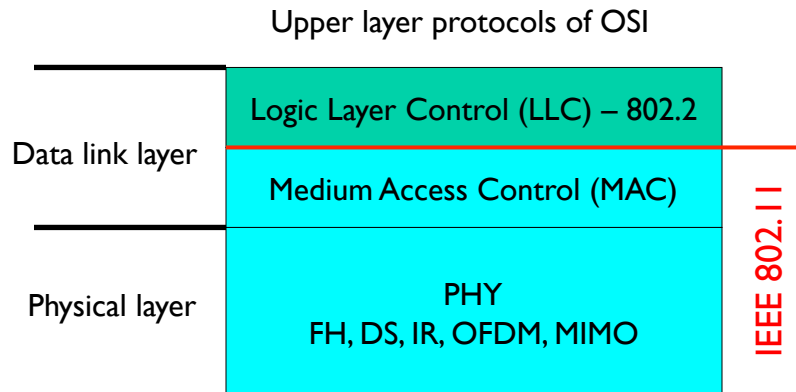 Upper layer protocols of OSI
Logic Layer Control (LLC) – 802.2
Data link layer
Medium Access Control (MAC)
Physical layer
PHY
FH, DS, IR, OFDM, MIMO
IEEE 802.11